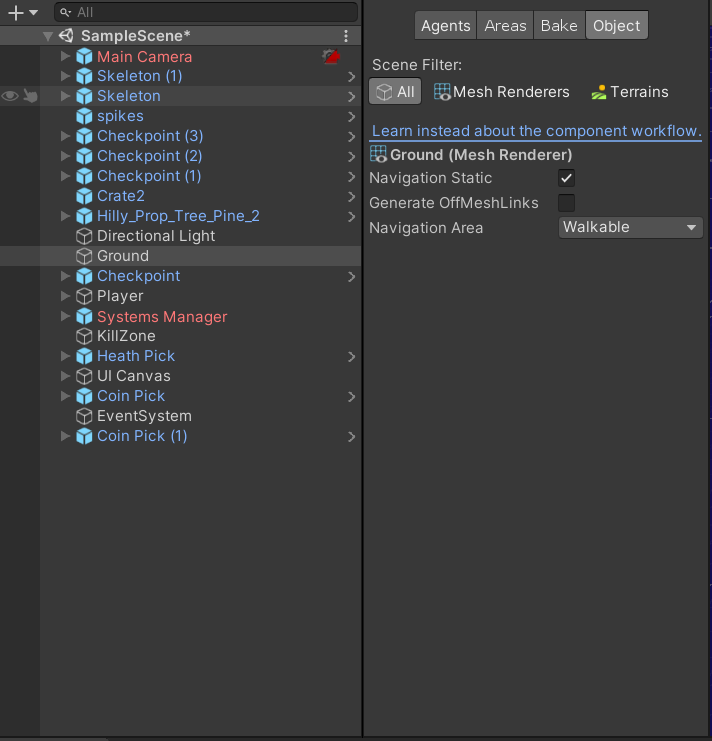 All
SampleScene*
Main Camera
Skeleton (1)
Skeleton
spikes
Checkpoint (3)
Checkpoint (2)
Checkpoint (1)
Crate2
Hilly_Prop_Tree_Pine_2
Directional Light
Ground
Checkpoint
Player
Systems Manager
KillZone
Heath Pick
UI Canvas
Coin Pick
EventSystem
Coin Pick (1)
Agents Areas Bake Object
Scene Filter:
All Mesh Renderers Terrains
Learn instead about the component workflow.
Ground (Mesh Renderer)
Navigation Static
Generate OffMeshLinks
Navigation Area Walkable